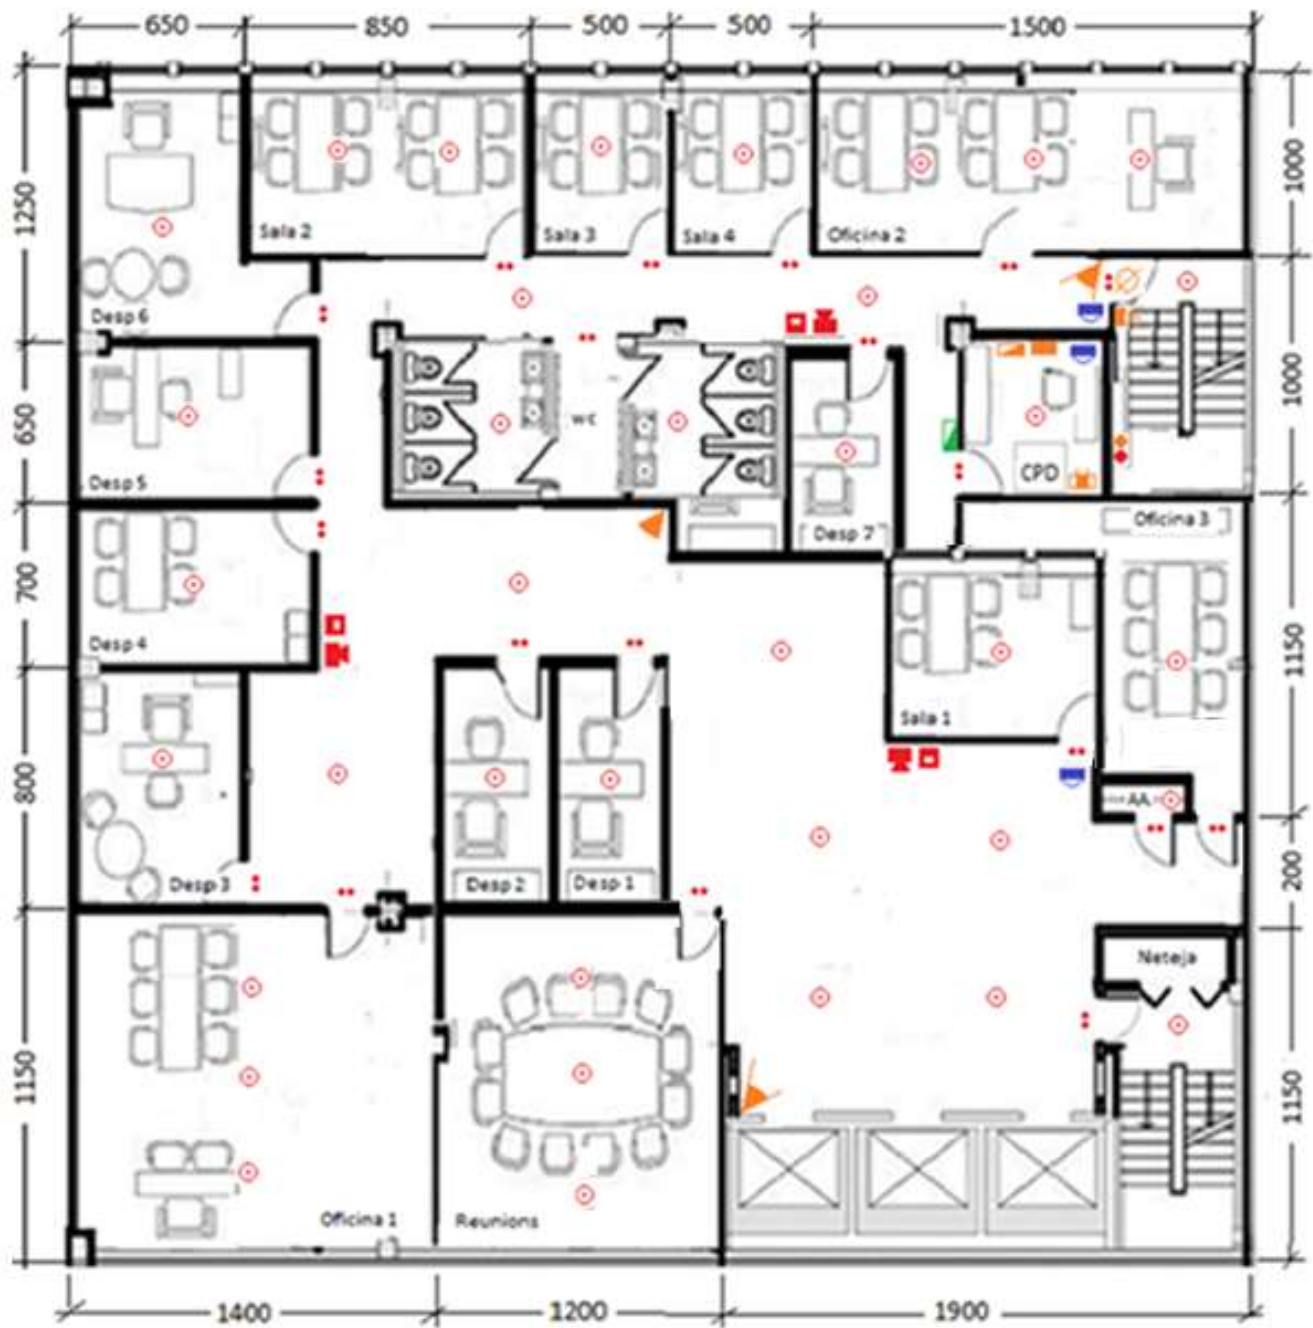 650
850
500
500
1500
1250
1000
Sala 2
Sala 3
Sala 4
Oficina 2
Desp 6
650
1000
WC
Desp 5
CPD
Desp 7
Oficina 3
700
Desp 4
1150
Sala 1
800
AA
Desp 3
Desp 2
Desp 1
200
Neteja
1150
1150
Oficina 1
Reunions
1400
1200
1900